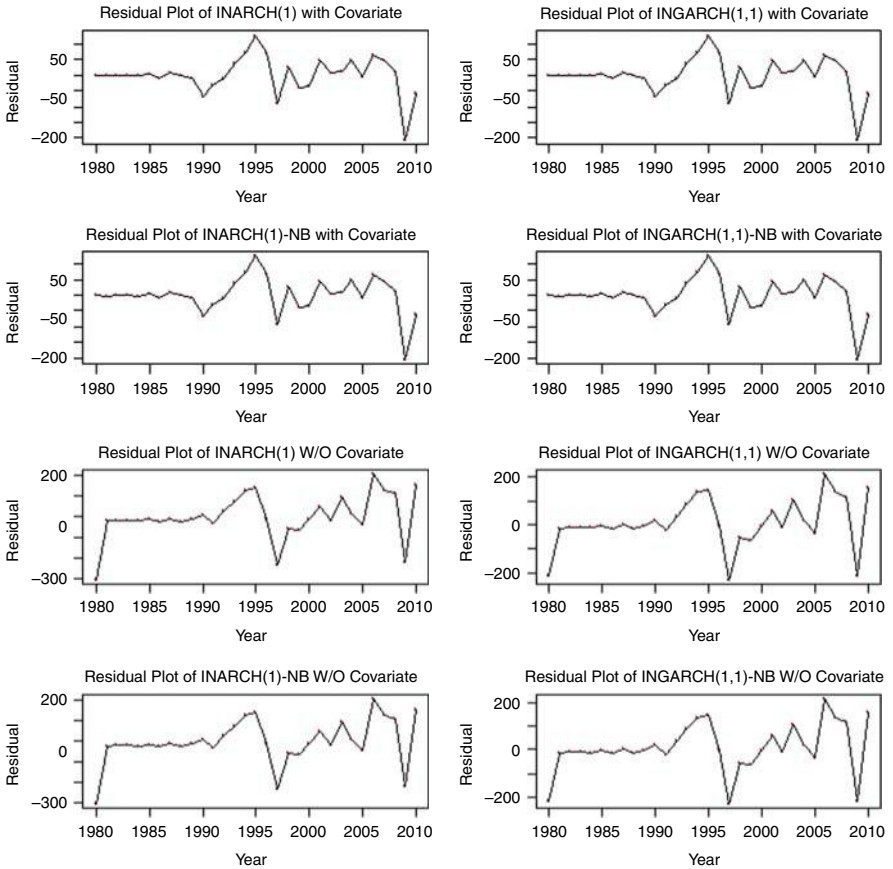 Residual Plot of INARCH(1) with Covariate
Residual
50
−50
−200
1980 1985 1990 1995 2000 2005 2010
Year
Residual Plot of INGARCH(1,1) with Covariate
Residual
50
−50
−200
1980 1985 1990 1995 2000 2005 2010
Year
Residual Plot of INARCH(1)-NB with Covariate
Residual
50
−50
−200
1980 1985 1990 1995 2000 2005 2010
Year
Residual Plot of INGARCH(1,1)-NB with Covariate
Residual
50
−50
−200
1980 1985 1990 1995 2000 2005 2010
Year
Residual Plot of INARCH(1) W/O Covariate
Residual
200
0
−300
1980 1985 1990 1995 2000 2005 2010
Year
Residual Plot of INGARCH(1,1) W/O Covariate
Residual
200
0
−200
1980 1985 1990 1995 2000 2005 2010
Year
Residual Plot of INARCH(1)-NB W/O Covariate
Residual
200
0
−300
1980 1985 1990 1995 2000 2005 2010
Year
Residual Plot of INGARCH(1,1)-NB W/O Covariate
Residual
200
0
−200
1980 1985 1990 1995 2000 2005 2010
Year